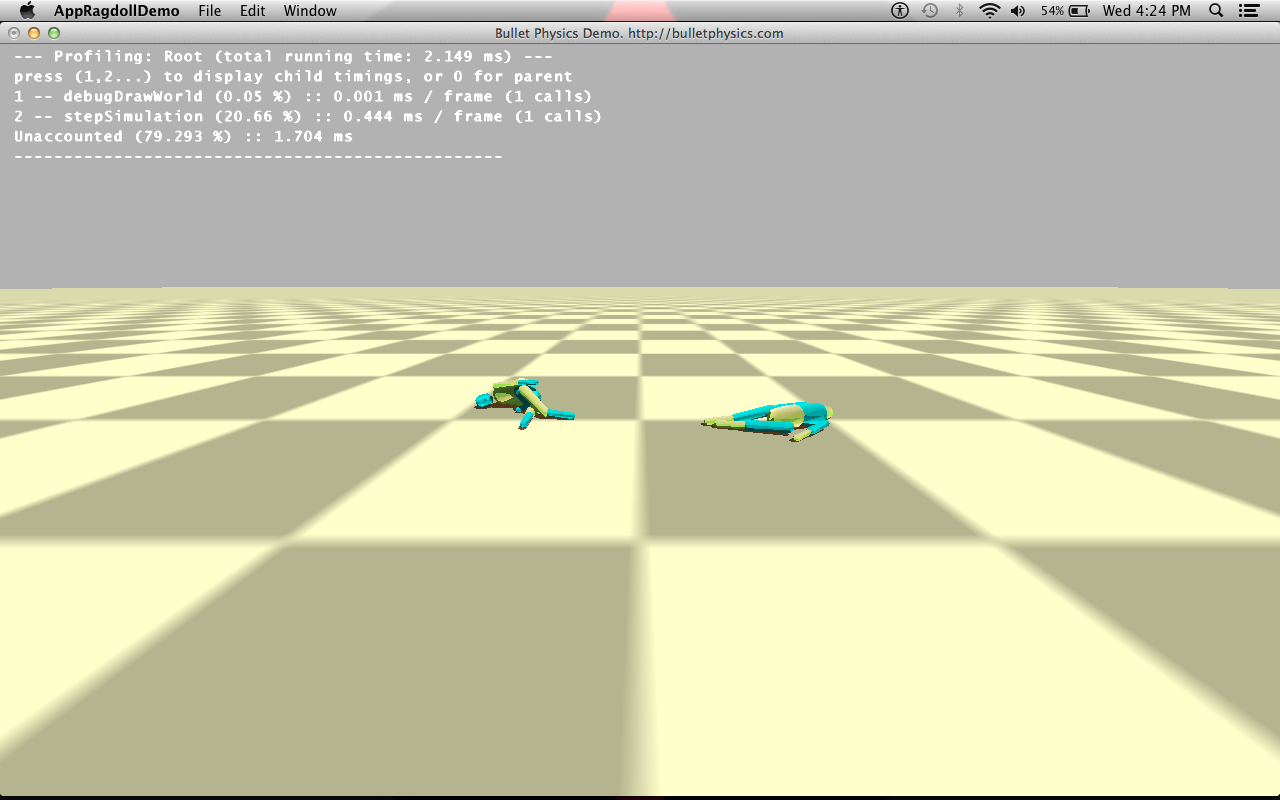 AppRagdollDemo File Edit Window 54% Wed 4:24 PM
Bullet Physics Demo. http://bulletphysics.com
--- Profiling: Root (total running time: 2.149 ms) ---
press (1,2...) to display child timings, or 0 for parent
1 -- debugDrawWorld (0.05 %) :: 0.001 ms / frame (1 calls)
2 -- stepSimulation (20.66 %) :: 0.444 ms / frame (1 calls)
Unaccounted (79.293 %) :: 1.704 ms
-------------------------------------------------